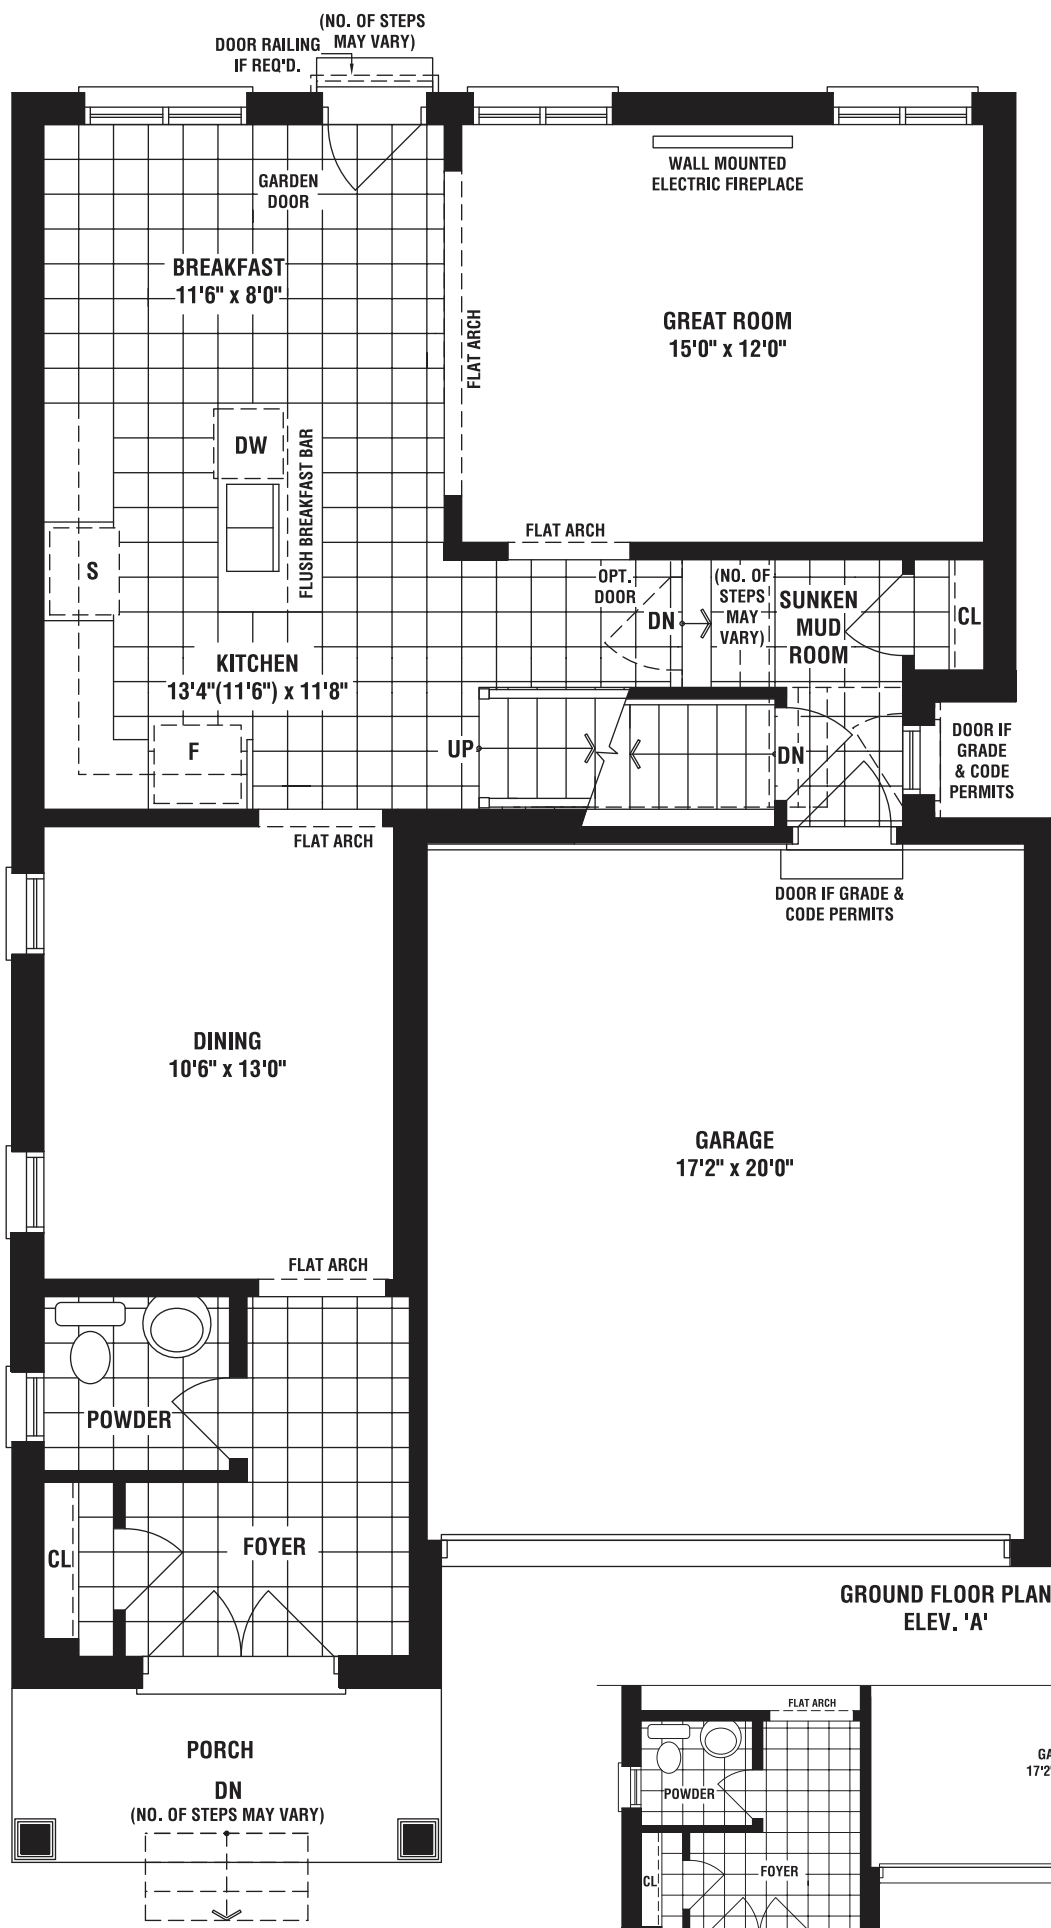 (NO. OF STEPS
MAY VARY)
DOOR RAILING
IF REQ'D.
GARDEN
DOOR
WALL MOUNTED
ELECTRIC FIREPLACE
BREAKFAST
11'6" x 8'0"
FLAT ARCH
GREAT ROOM
15'0" x 12'0"
DW
FLUSH BREAKFAST BAR
S
FLAT ARCH
OPT.
DOOR
DN
(NO. OF
STEPS
MAY
VARY)
SUNKEN
MUD
ROOM
CL
KITCHEN
13'4"(11'6") x 11'8"
F
UP
DN
DOOR IF
GRADE
& CODE
PERMITS
FLAT ARCH
DOOR IF GRADE &
CODE PERMITS
DINING
10'6" x 13'0"
GARAGE
17'2" x 20'0"
FLAT ARCH
POWDER
CL
FOYER
GROUND FLOOR PLAN
ELEV. 'A'
PORCH
DN
(NO. OF STEPS MAY VARY)
FLAT ARCH
GA
17'2"
POWDER
CL
FOYER